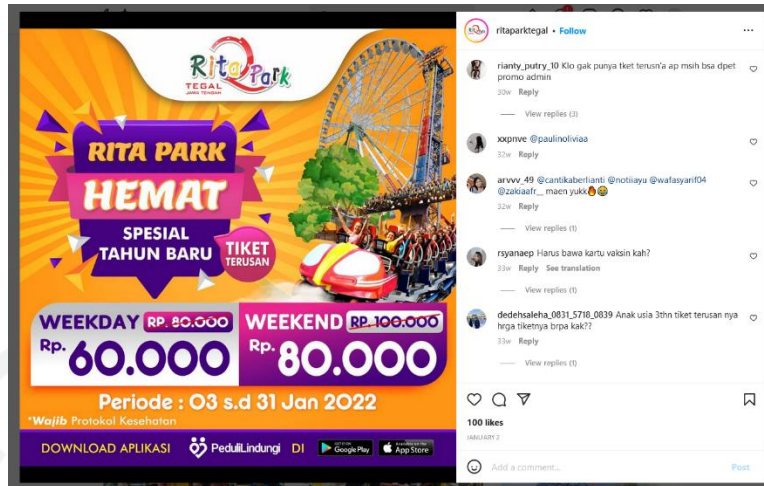 Rita Park
TEGAL
JAWA TENGAH
RITA PARK
HEMAT
SPESIAL
TAHUN BARU
TIKET
TERUSAN
WEEKDAY RP. 80.000
Rp. 60.000
WEEKEND RP. 100.000
Rp. 80.000
Periode : 03 s.d 31 Jan 2022
*Wajib Protokol Kesehatan
DOWNLOAD APLIKASI PeduliLindungi DI Google Play App Store
ritaparktegal • Follow
rianty_putry_10 Klo gak punya tket terusn'a ap msih bsa dpet
promo admin
30w Reply
View replies (3)
xxpnve @paulinoliviaa
32w Reply
arvvv_49 @cantikaberlianti @notiiayu @wafasyarif04
@zakiaafr__ maen yukk🔥😂
32w Reply
View replies (1)
rsyanaep Harus bawa kartu vaksin kah?
33w Reply See translation
View replies (1)
dedehsaleha_0831_5718_0839 Anak usia 3thn tiket terusan nya
hrga tiketnya brpa kak??
33w Reply
View replies (1)
100 likes
JANUARY 2
Add a comment...
Post